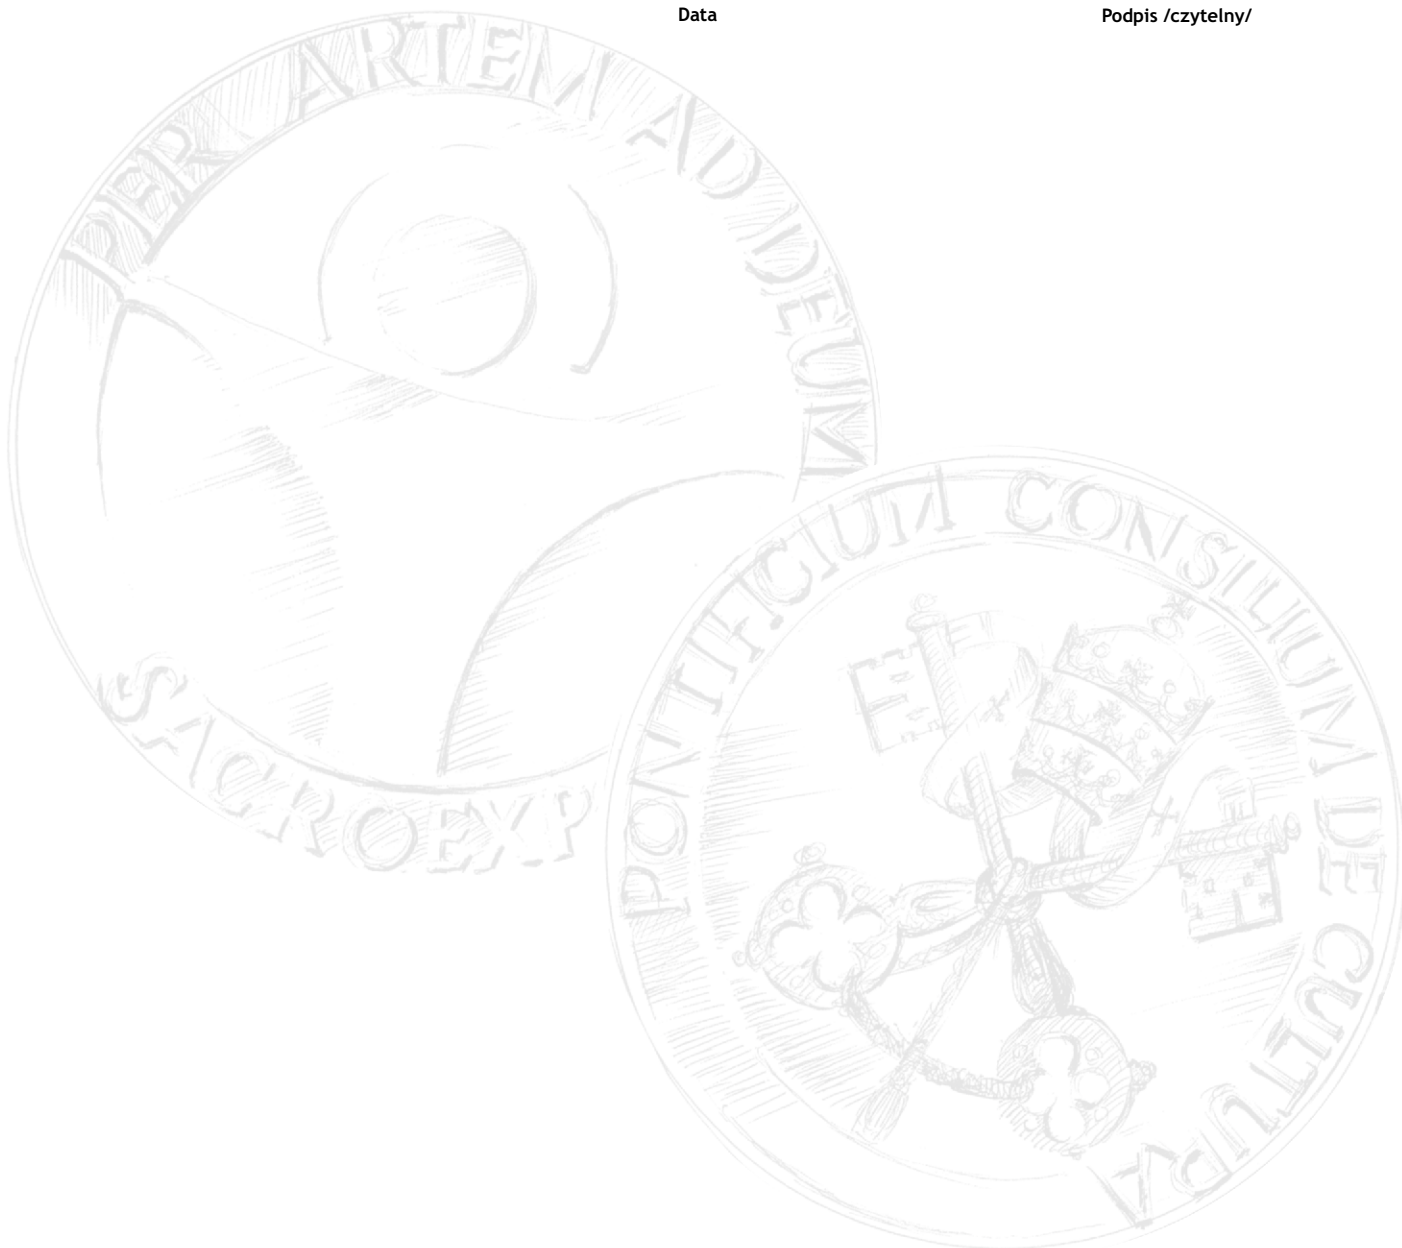 Data Podpis /czytelny/
PER ARTEM AD DEUM
SACROEXP
PONTIFICIUM CONSILIUM DE CULTURA